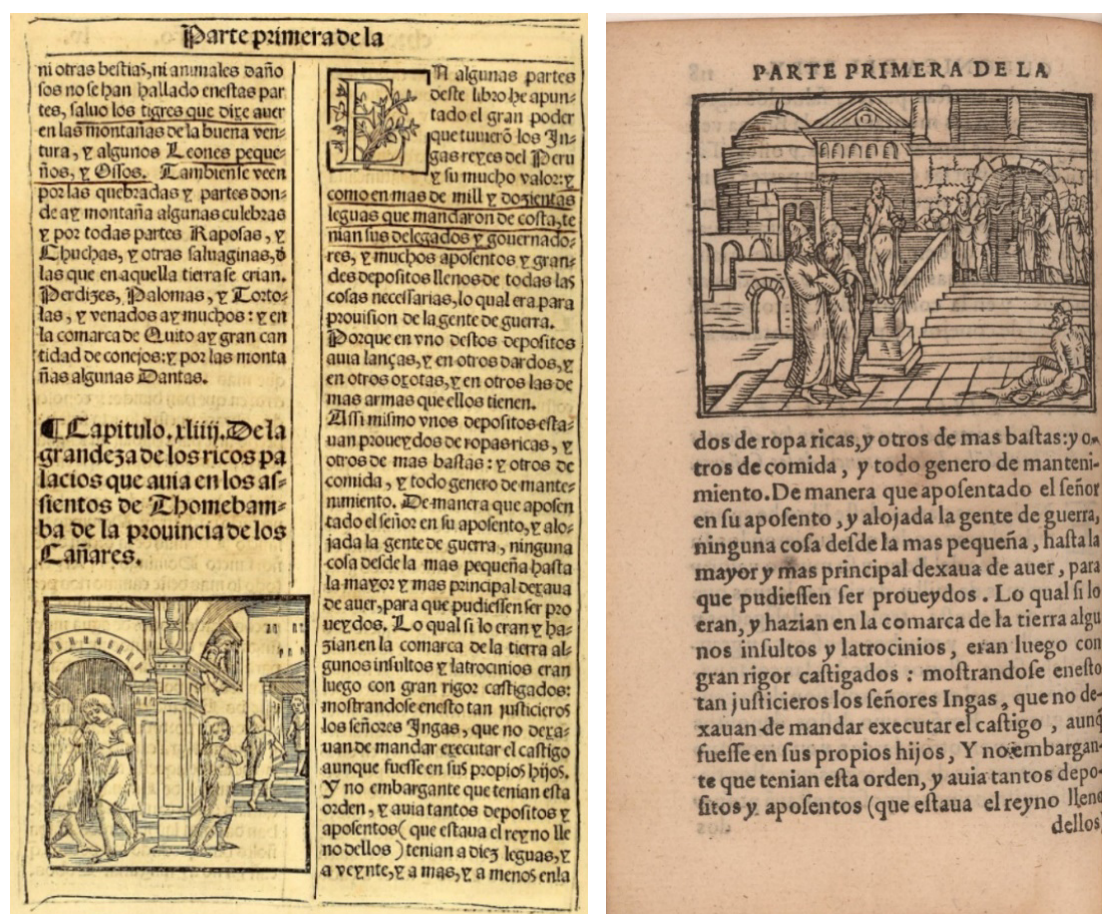 Parte primera de la
ni otras bestias, ni animales daño
sos no se han hallado enestas par
tes, saluo los tigres que dixe auer
en las montañas de la buena ven-
tura, y algunos Leones peque-
ños, y Ossos. Tambiense veen
por las quebradas y partes don-
de ay montaña algunas culebras
y por todas partes Raposas, y
Chuchas, y otras saluaginas, d̃
las que en aquella tierra se crian.
Perdizes, Palomas, y Torto-
las, y venados ay muchos: y en
la comarca de Quito ay gran can
tidad de conejos: y por las monta
ñas algunas Dantas.
¶ Capitulo. xliiij. De la
grandeza de los ricos pa
lacios que auia en los as-
sientos de Thomebam-
ba de la prouincia de los
Cañares.
EN algunas partes
deste libro he apun-
tado el gran poder
que tuuierõ los In-
gas reyes del Peru
y su mucho valor: y
como en mas de mill y dozientas
leguas que mandaron de costa, te
nian sus delegados y gouernado-
res, y muchos aposentos y gran-
des depositos llenos de todas las
cosas necessarias, lo qual era para
prouision de la gente de guerra.
Porque en vno destos depositos
auia lanças, y en otros dardos, y
en otros oxotas, y en otros las de
mas armas que ellos tienen.
Assi mismo vnos depositos esta-
uan proueydos de ropas ricas, y
otros de mas bastas: y otros de
comida, y todo genero de mante-
nimiento. De manera que aposen
tado el señor en su aposento, y alo-
jada la gente de guerra, ninguna
cosa desde la mas pequeña hasta
la mayor y mas principal dexaua
de auer, para que pudiessen ser pro
ueydos. Lo qual si lo eran y ha-
zian en la comarca de la tierra al-
gunos insultos y latrocinios eran
luego con gran rigor castigados:
mostrandose enesto tan justicieros
los señores Ingas, que no dexa-
uan de mandar executar el castigo
aunque fuesse en sus propios hijos.
Y no embargante que tenian esta
orden, y auia tantos depositos y
aposentos (que estaua el reyno lle
no dellos) tenian a diez leguas, y
a veynte, y a mas, y a menos enla
PARTE PRIMERA DE LA
dos de ropa ricas, y otros de mas bastas: y o-
tros de comida, y todo genero de manteni-
miento. De manera que aposentado el señor
en su aposento, y alojada la gente de guerra,
ninguna cosa desde la mas pequeña, hasta la
mayor y mas principal dexaua de auer, para
que pudiessen ser proueydos. Lo qual si lo
eran, y hazian en la comarca de la tierra algu
nos insultos y latrocinios, eran luego con
gran rigor castigados: mostrandose enesto
tan justicieros los señores Ingas, que no de-
xauan de mandar executar el castigo, aunq̃
fuesse en sus propios hijos, Y no embargan-
te que tenian esta orden, y auia tantos depo-
sitos y aposentos (que estaua el reyno lleno
dellos)